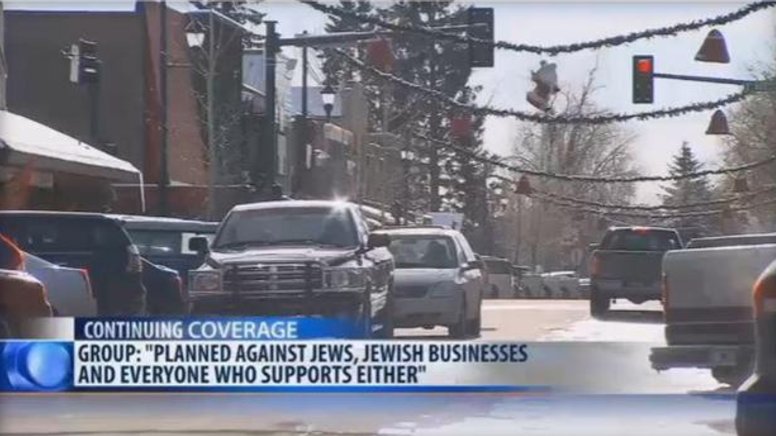 CONTINUING COVERAGE
GROUP: "PLANNED AGAINST JEWS, JEWISH BUSINESSES
AND EVERYONE WHO SUPPORTS EITHER"